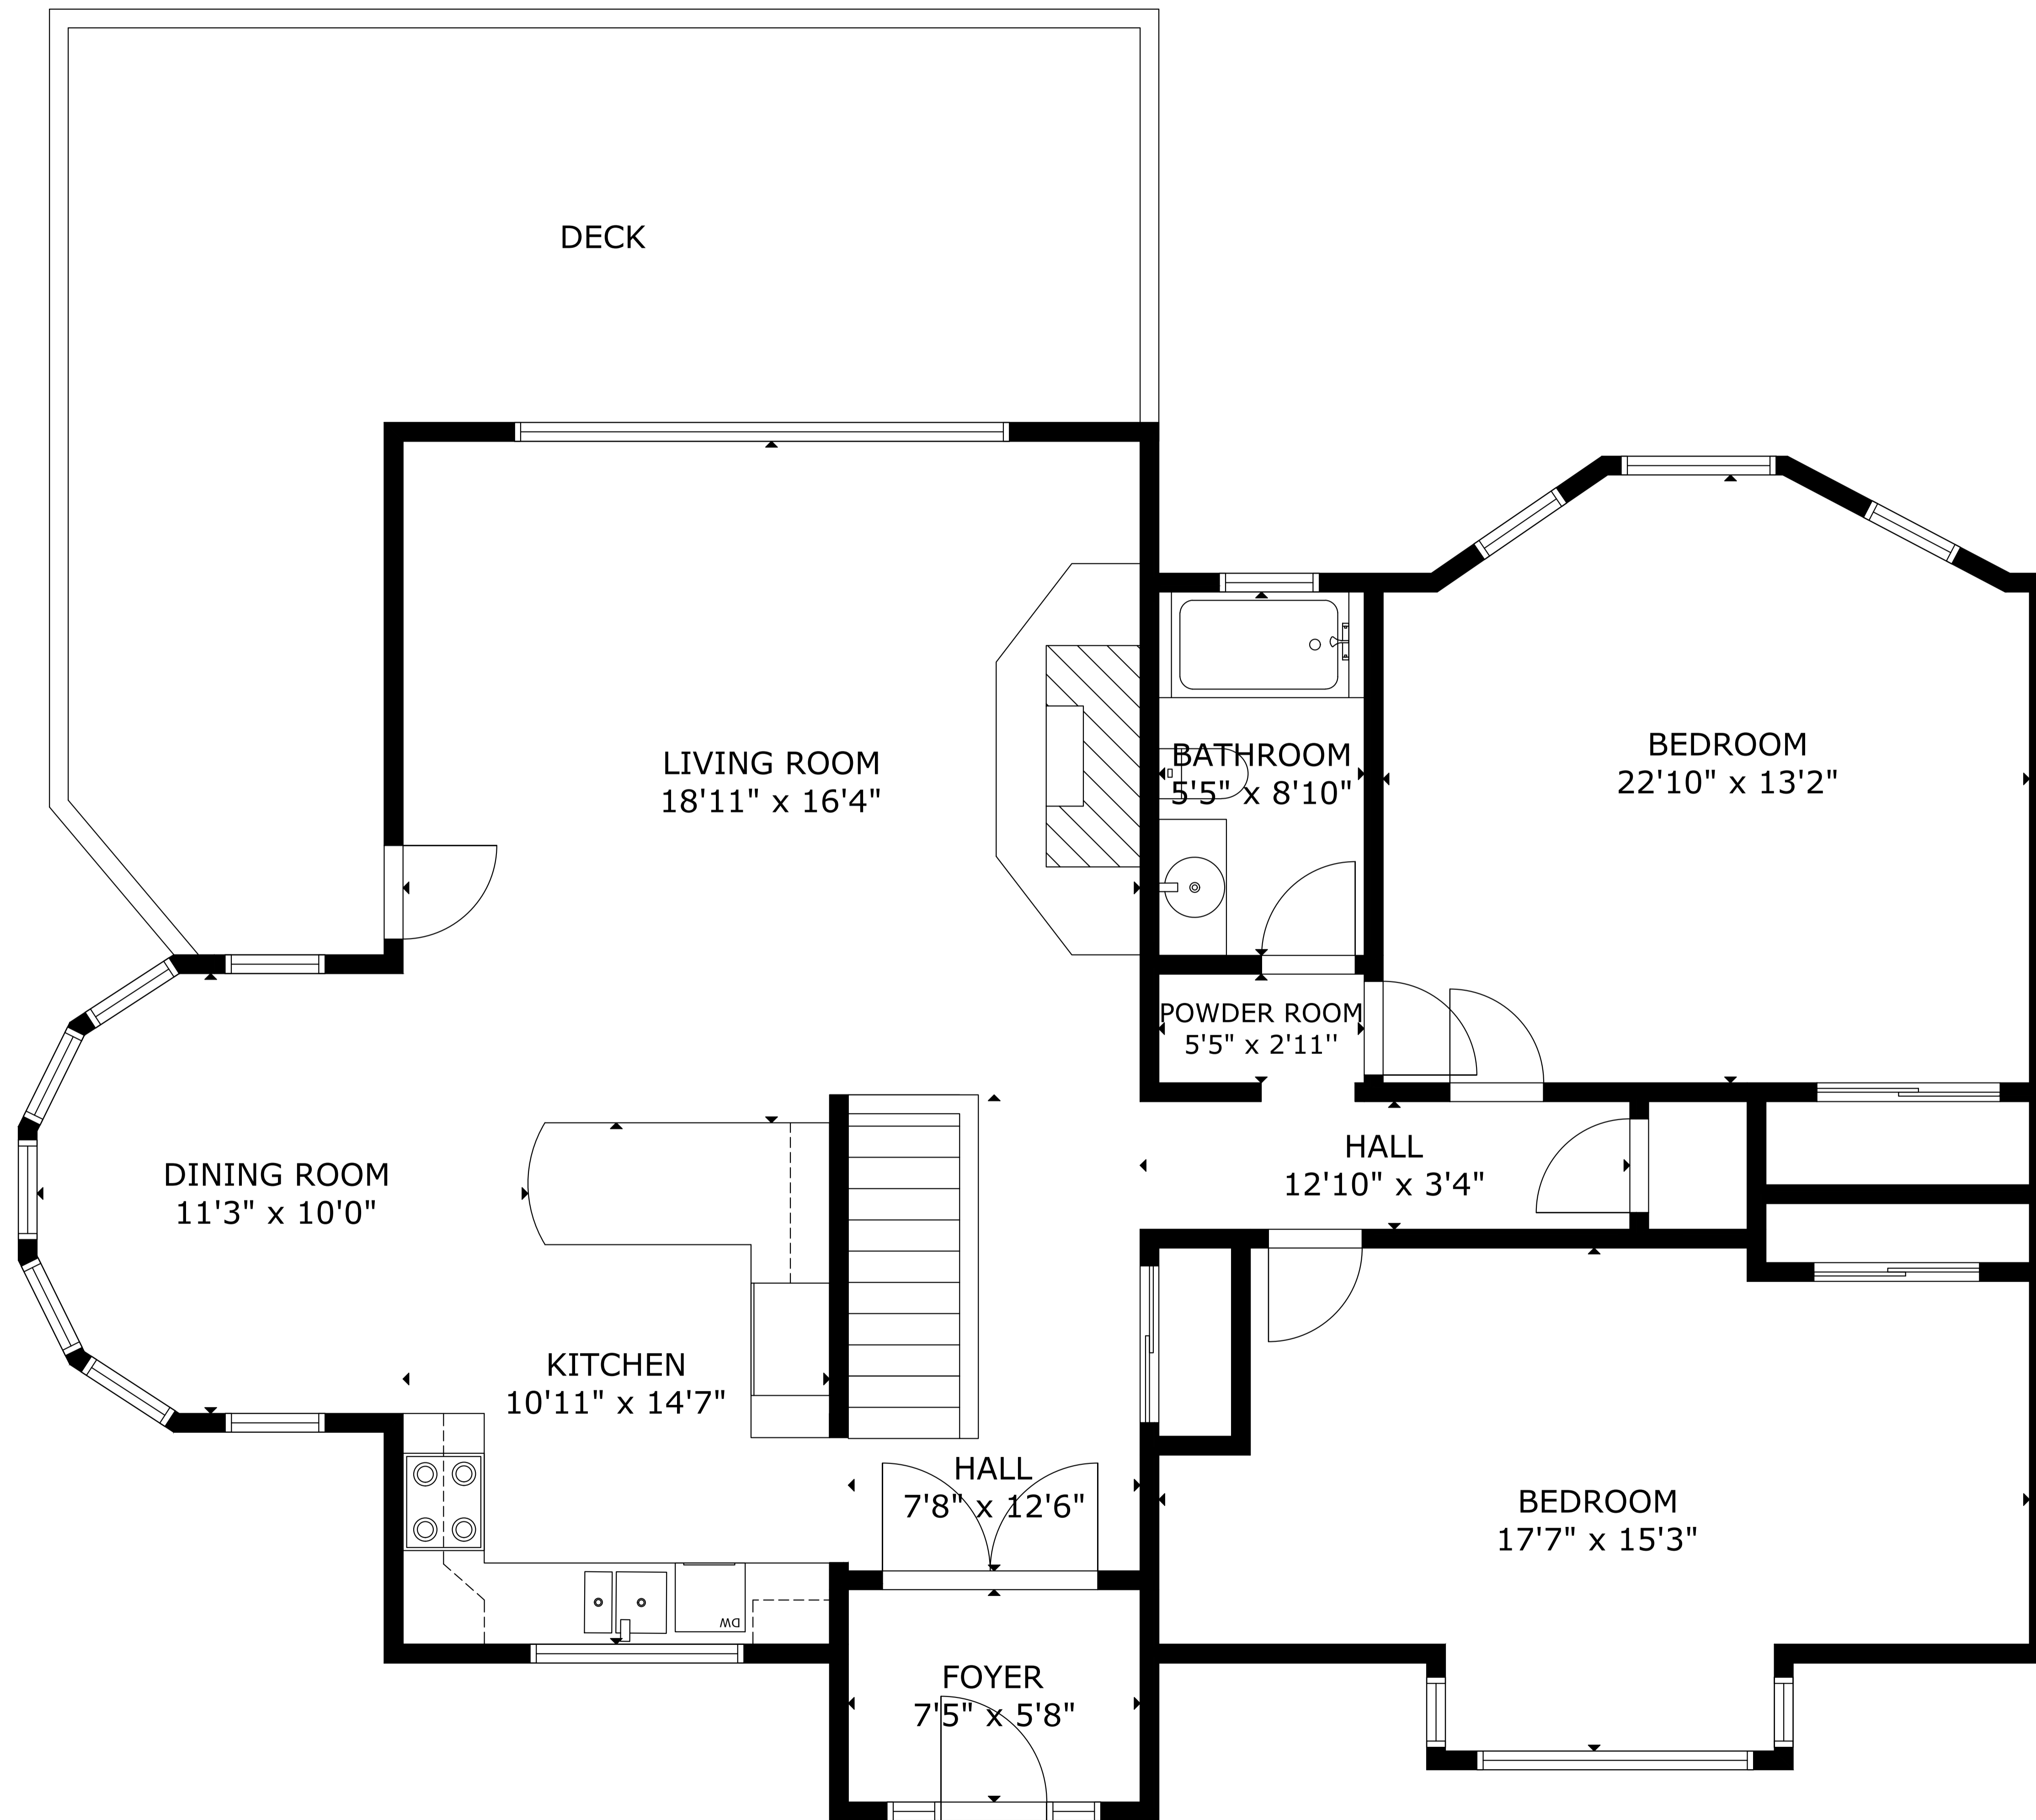 DECK
LIVING ROOM
18'11" x 16'4"
BATHROOM
5'5" x 8'10"
BEDROOM
22'10" x 13'2"
POWDER ROOM
5'5" x 2'11''
DINING ROOM
11'3" x 10'0"
HALL
12'10" x 3'4"
KITCHEN
10'11" x 14'7"
HALL
7'8" x 12'6"
BEDROOM
17'7" x 15'3"
DW
FOYER
7'5" x 5'8"